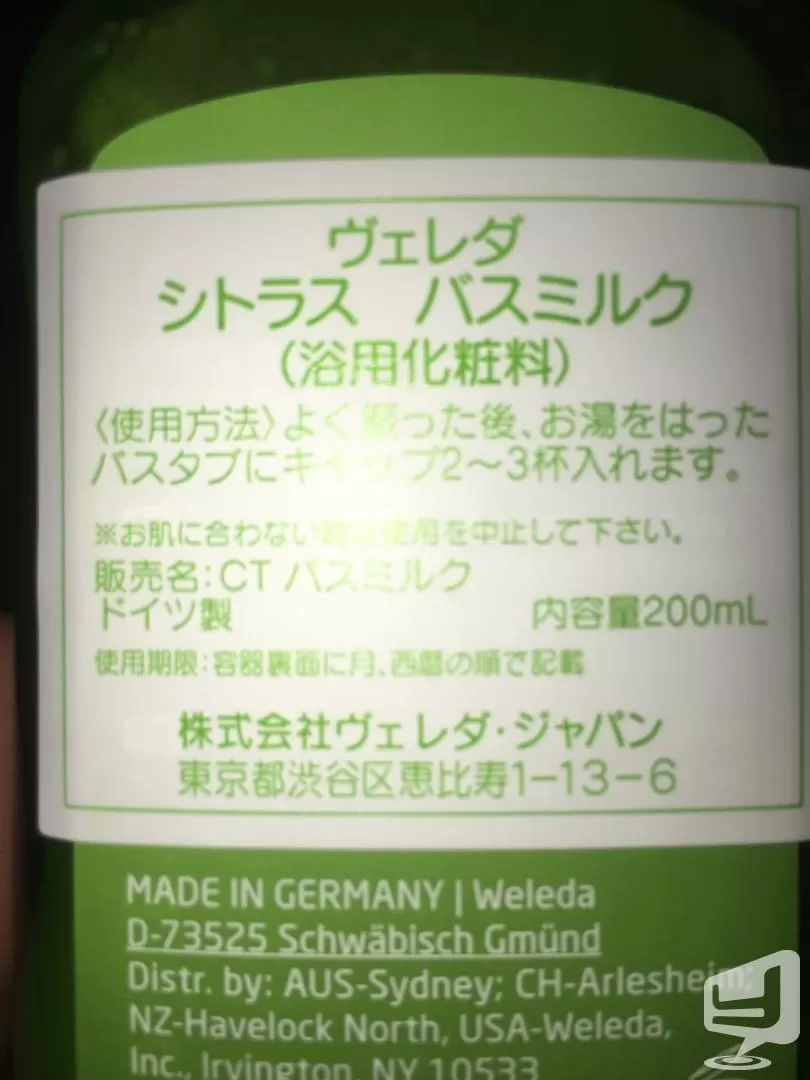 ヴェレダ
シトラス　バスミルク
（浴用化粧料）
〈使用方法〉よく振った後、お湯をはった
バスタブにキャップ2〜3杯入れます。
※お肌に合わない時は使用を中止して下さい。
販売名：CT バスミルク
ドイツ製　内容量200mL
使用期限：容器裏面に月、西暦の順で記載
株式会社ヴェレダ・ジャパン
東京都渋谷区恵比寿1−13−6
MADE IN GERMANY | Weleda
D-73525 Schwäbisch Gmünd
Distr. by: AUS-Sydney; CH-Arlesheim;
NZ-Havelock North, USA-Weleda,
Inc., Irvington, NY 10533